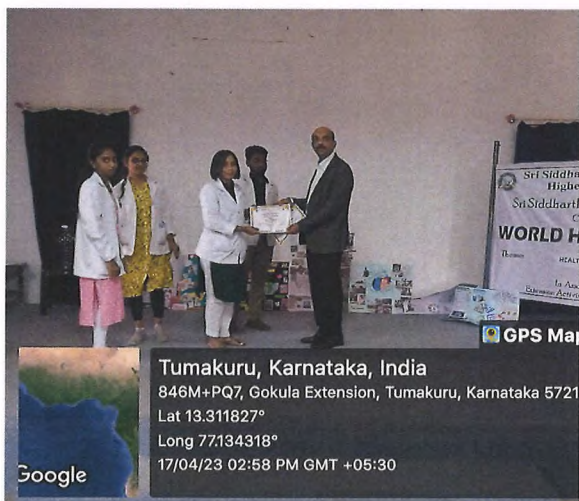 Sri Siddha
Highe
Sri Siddharth
WORLD H
HEALT
GPS Map
Tumakuru, Karnataka, India
846M+PQ7, Gokula Extension, Tumakuru, Karnataka 5721
Lat 13.311827°
Long 77.134318°
17/04/23 02:58 PM GMT +05:30
Google